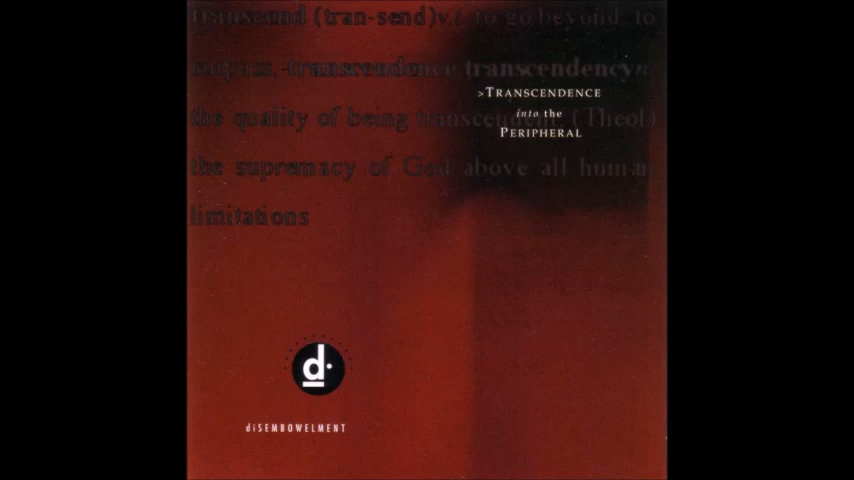 transcend (tran-send)v.t. to go beyond, to
surpass, -transcendence transcendencyn.
the quality of being transcendent (Theol)
the supremacy of God above all human
limitations
>TRANSCENDENCE
into the
PERIPHERAL
d.
diSEMBOWELMENT